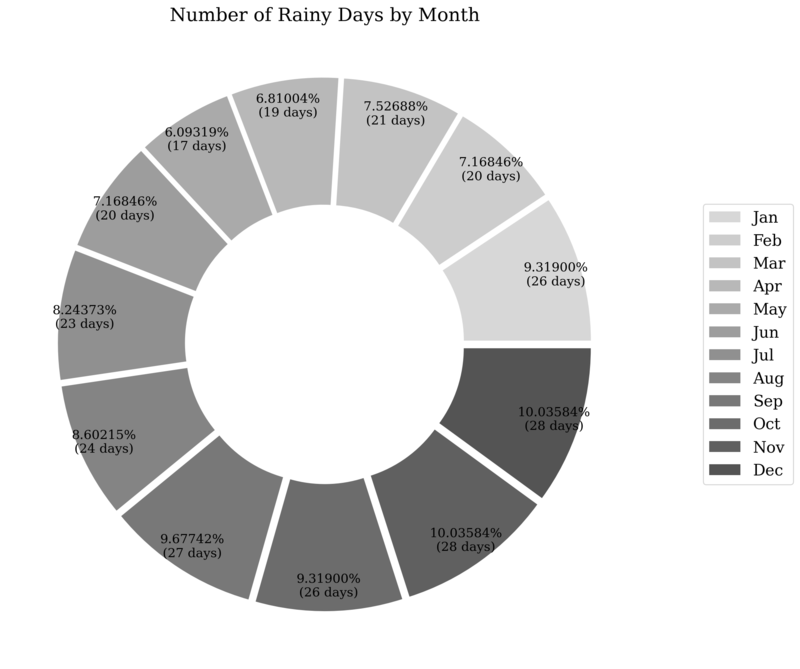 Number of Rainy Days by Month
6.81004%
(19 days)
7.52688%
(21 days)
6.09319%
(17 days)
7.16846%
(20 days)
7.16846%
(20 days)
9.31900%
(26 days)
8.24373%
(23 days)
10.03584%
(28 days)
8.60215%
(24 days)
9.67742%
(27 days)
10.03584%
(28 days)
9.31900%
(26 days)
Jan
Feb
Mar
Apr
May
Jun
Jul
Aug
Sep
Oct
Nov
Dec